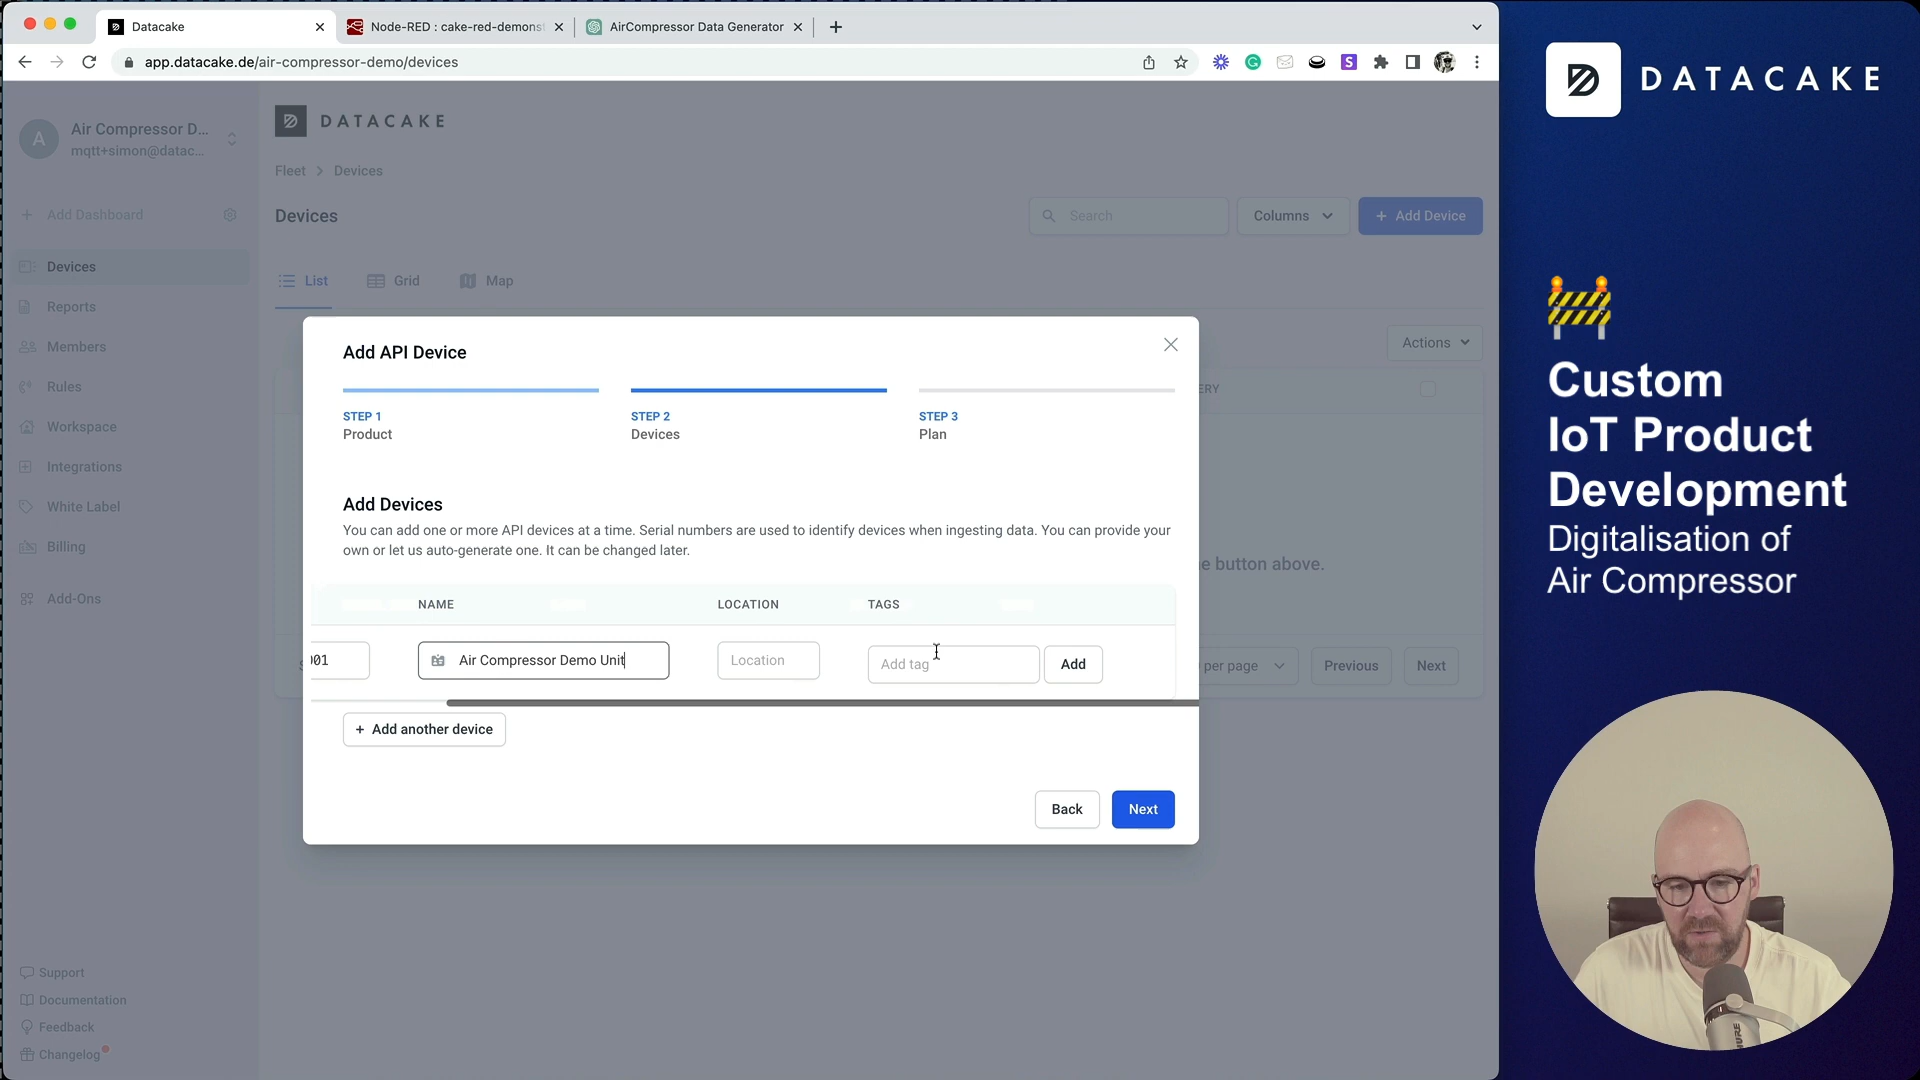 Datacake
Node-RED : cake-red-demonst
AirCompressor Data Generator
app.datacake.de/air-compressor-demo/devices
A
Air Compressor D...
mqtt+simon@datac...
DATACAKE
Fleet > Devices
Add Dashboard
Devices
Search
Columns
+ Add Device
Devices
Reports
Members
Rules
Workspace
Integrations
White Label
Billing
Add-Ons
List
Grid
Map
Actions
Add API Device
STEP 1
Product
STEP 2
Devices
STEP 3
Plan
Add Devices
You can add one or more API devices at a time. Serial numbers are used to identify devices when ingesting data. You can provide your
own or let us auto-generate one. It can be changed later.
e button above.
NAME
LOCATION
TAGS
001
Air Compressor Demo Unit
Location
Add tag
Add
per page
Previous
Next
+ Add another device
Back
Next
Support
Documentation
Feedback
Changelog
DATACAKE
Custom
IoT Product
Development
Digitalisation of
Air Compressor